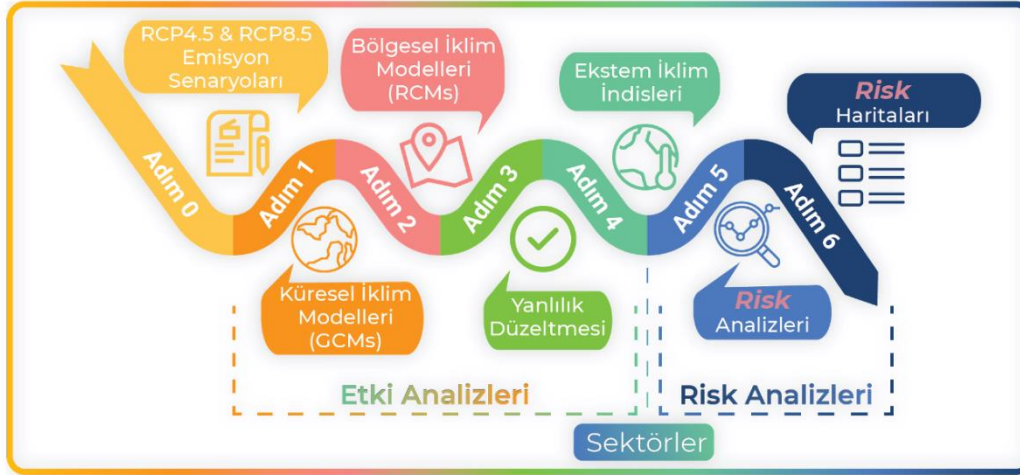 RCP4.5 & RCP8.5
Emisyon
Senaryoları
Bölgesel İklim
Modelleri
(RCMs)
Ekstem İklim
İndisleri
Risk
Haritaları
Adım 0
Adım 1
Adım 2
Adım 3
Adım 4
Adım 5
Adım 6
Küresel İklim
Modelleri
(GCMs)
Yanlılık
Düzeltmesi
Risk
Analizleri
Etki Analizleri
Risk Analizleri
Sektörler